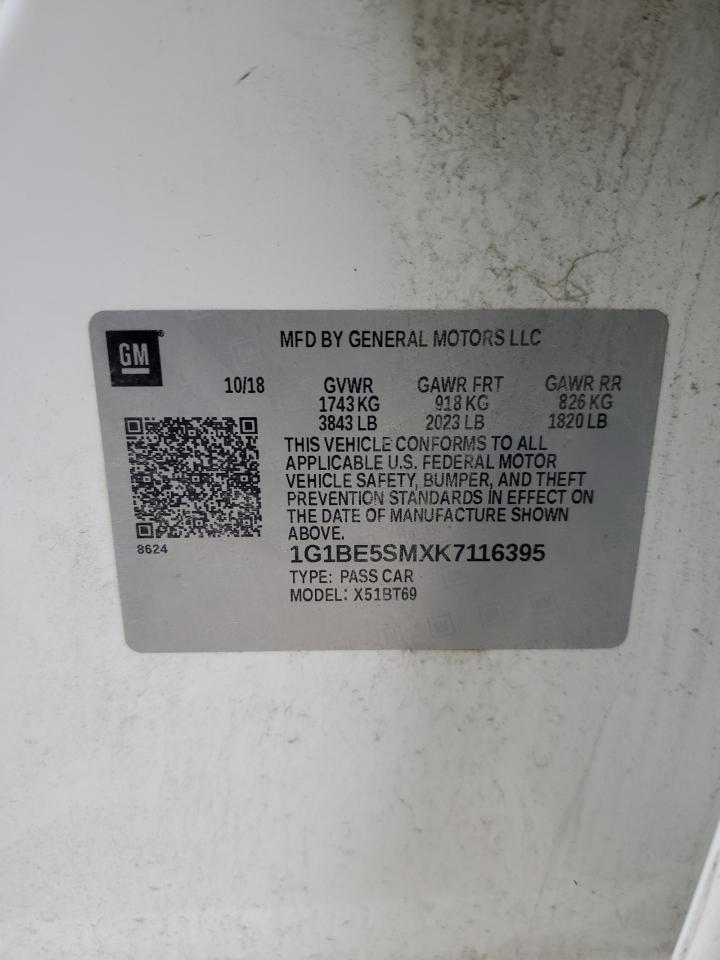 GM
MFD BY GENERAL MOTORS LLC
10/18 GVWR GAWR FRT GAWR RR
1743 KG 918 KG 826 KG
3843 LB 2023 LB 1820 LB
THIS VEHICLE CONFORMS TO ALL
APPLICABLE U.S. FEDERAL MOTOR
VEHICLE SAFETY, BUMPER, AND THEFT
PREVENTION STANDARDS IN EFFECT ON
THE DATE OF MANUFACTURE SHOWN
ABOVE.
8624
1G1BE5SMXK7116395
TYPE: PASS CAR
MODEL: X51BT69